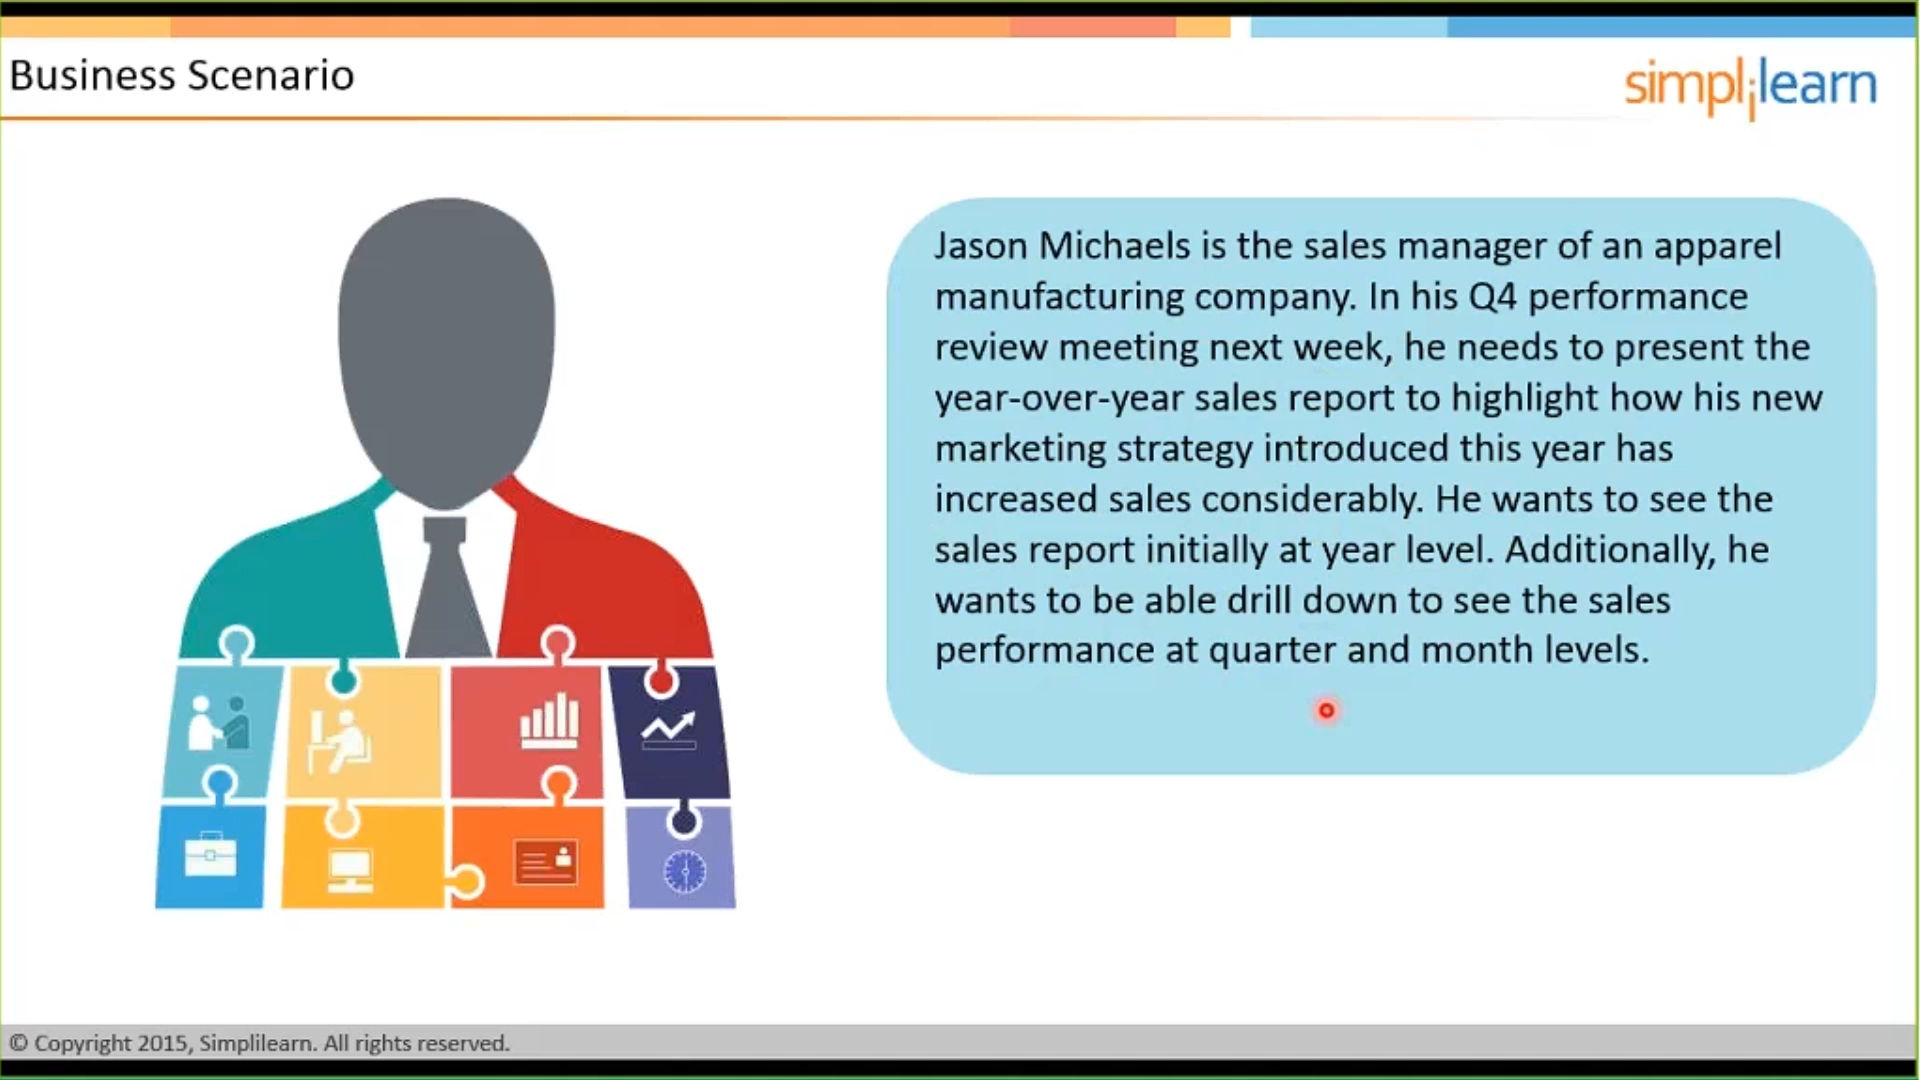 Business Scenario
simplilearn
Jason Michaels is the sales manager of an apparel
manufacturing company. In his Q4 performance
review meeting next week, he needs to present the
year-over-year sales report to highlight how his new
marketing strategy introduced this year has
increased sales considerably. He wants to see the
sales report initially at year level. Additionally, he
wants to be able drill down to see the sales
performance at quarter and month levels.
© Copyright 2015, Simplilearn. All rights reserved.